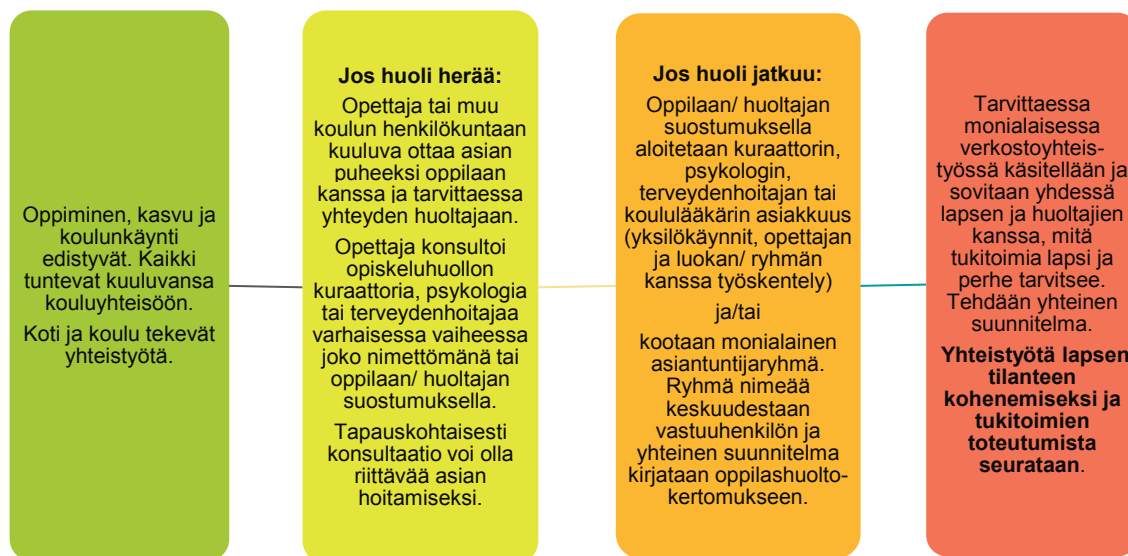 Oppiminen, kasvu ja
koulunkäynti
edistyvät. Kaikki
tuntevat kuuluvansa
kouluyhteisöön.
Koti ja koulu tekevät
yhteistyötä.
Jos huoli herää:
Opettaja tai muu
koulun henkilökuntaan
kuuluva ottaa asian
puheeksi oppilaan
kanssa ja tarvittaessa
yhteyden huoltajaan.
Opettaja konsultoi
opiskeluhuollon
kuraattoria, psykologia
tai terveydenhoitajaa
varhaisessa vaiheessa
joko nimettömänä tai
oppilaan/ huoltajan
suostumuksella.
Tapauskohtaisesti
konsultaatio voi olla
riittävää asian
hoitamiseksi.
Jos huoli jatkuu:
Oppilaan/ huoltajan
suostumuksella
aloitetaan kuraattorin,
psykologin,
terveydenhoitajan tai
koululääkärin asiakkuus
(yksilökäynnit, opettajan
ja luokan/ ryhmän
kanssa työskentely)
ja/tai
kootaan monialainen
asiantuntijaryhmä.
Ryhmä nimeää
keskuudestaan
vastuuhenkilön ja
yhteinen suunnitelma
kirjataan oppilashuolto-
kertomukseen.
Tarvittaessa
monialaisessa
verkostoyhteis-
työssä käsitellään ja
sovitaan yhdessä
lapsen ja huoltajien
kanssa, mitä
tukitoimia lapsi ja
perhe tarvitsee.
Tehdään yhteinen
suunnitelma.
Yhteistyötä lapsen
tilanteen
kohenemiseksi ja
tukitoimien
toteutumista
seurataan.